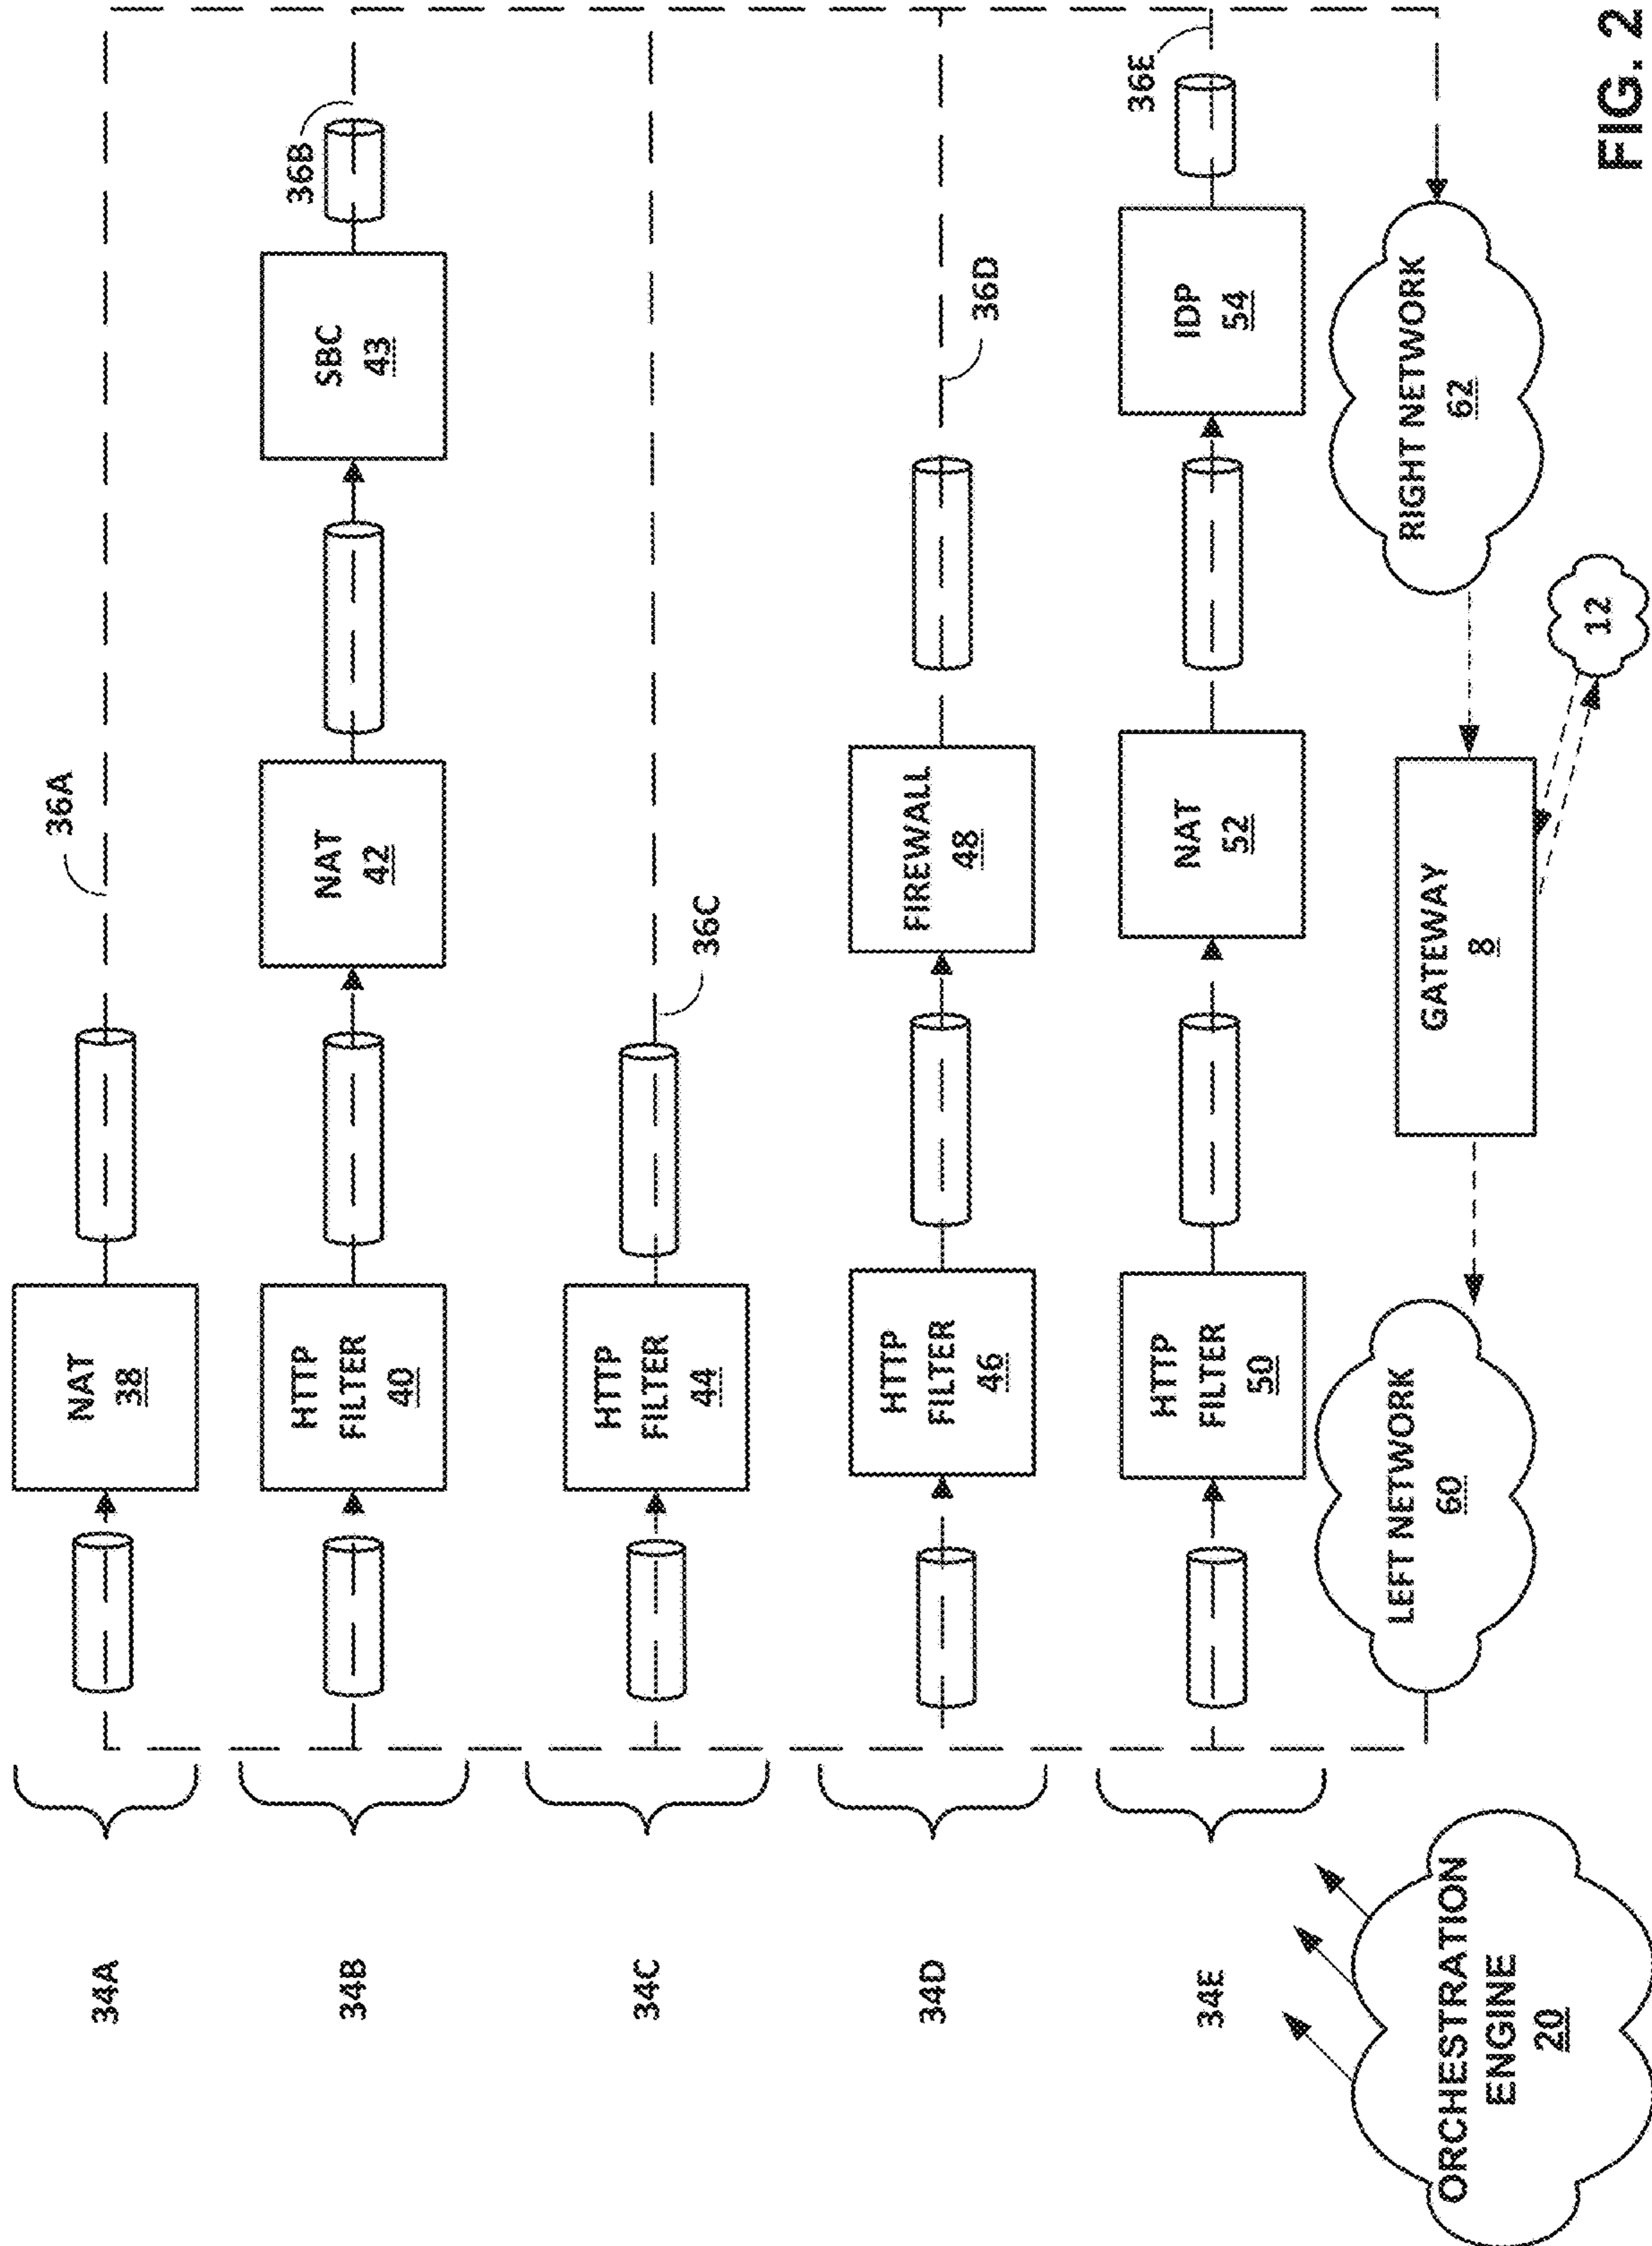 34A
NAT
38
36A
34B
HTTP
FILTER
40
NAT
42
SBC
43
36B
34C
HTTP
FILTER
44
36C
34D
HTTP
FILTER
46
FIREWALL
48
36D
34E
HTTP
FILTER
50
NAT
52
IDP
54
36E
ORCHESTRATION
ENGINE
20
LEFT NETWORK
60
GATEWAY
8
12
RIGHT NETWORK
62
FIG. 2